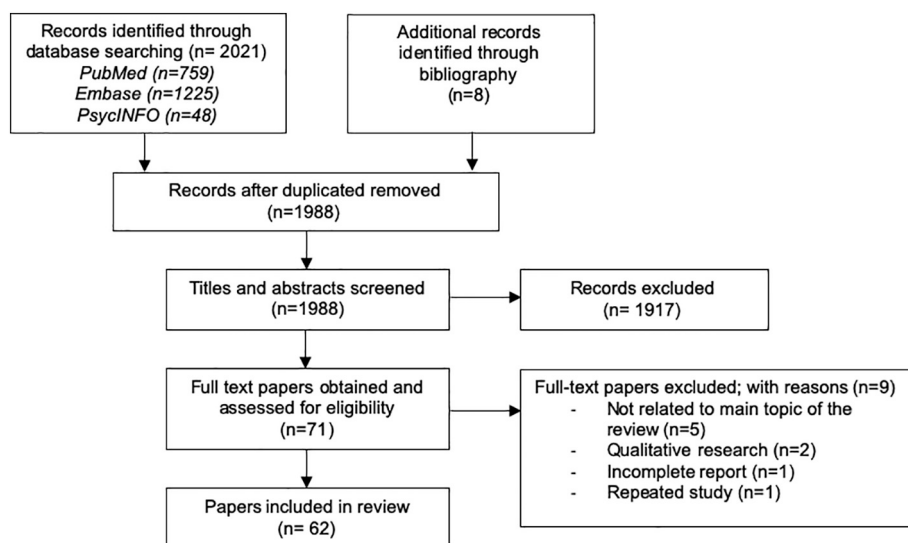 Records identified through
database searching (n= 2021)
PubMed (n=759)
Embase (n=1225)
PsycINFO (n=48)
Additional records
identified through
bibliography
(n=8)
Records after duplicated removed
(n=1988)
Titles and abstracts screened
(n=1988)
Records excluded
(n= 1917)
Full text papers obtained and
assessed for eligibility
(n=71)
Full-text papers excluded; with reasons (n=9)
- Not related to main topic of the
review (n=5)
- Qualitative research (n=2)
- Incomplete report (n=1)
- Repeated study (n=1)
Papers included in review
(n= 62)